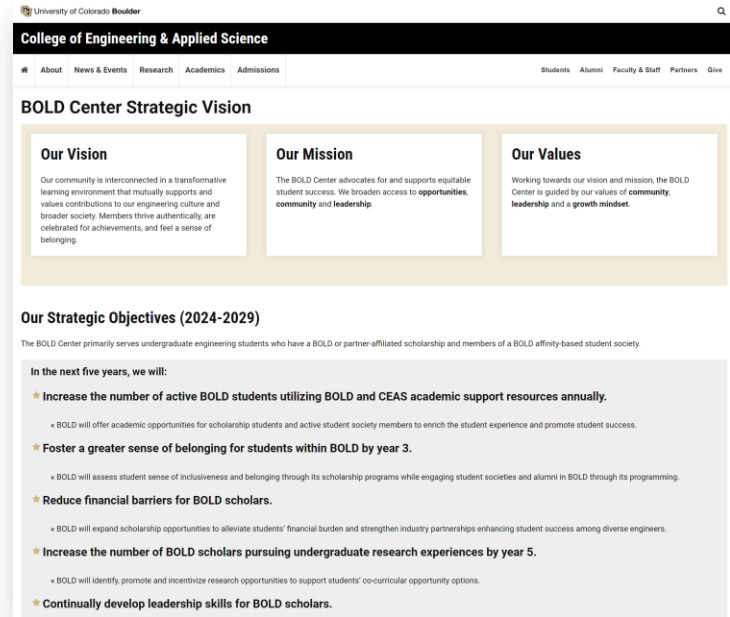 University of Colorado Boulder
College of Engineering & Applied Science
About News & Events Research Academics Admissions
Students Alumni Faculty & Staff Partners Give
BOLD Center Strategic Vision
Our Vision
Our community is interconnected in a transformative
learning environment that mutually supports and
values contributions to our engineering culture and
broader society. Members thrive authentically, are
celebrated for achievements, and feel a sense of
belonging.
Our Mission
The BOLD Center advocates for and supports equitable
student success. We broaden access to opportunities,
community and leadership.
Our Values
Working towards our vision and mission, the BOLD
Center is guided by our values of community,
leadership and a growth mindset.
Our Strategic Objectives (2024-2029)
The BOLD Center primarily serves undergraduate engineering students who have a BOLD or partner-affiliated scholarship and members of a BOLD affinity-based student society.
In the next five years, we will:
Increase the number of active BOLD students utilizing BOLD and CEAS academic support resources annually.
« BOLD will offer academic opportunities for scholarship students and active student society members to enrich the student experience and promote student success.
Foster a greater sense of belonging for students within BOLD by year 3.
« BOLD will assess student sense of inclusiveness and belonging through its scholarship programs while engaging student societies and alumni in BOLD through its programming.
Reduce financial barriers for BOLD scholars.
« BOLD will expand scholarship opportunities to alleviate students' financial burden and strengthen industry partnerships enhancing student success among diverse engineers.
Increase the number of BOLD scholars pursuing undergraduate research experiences by year 5.
« BOLD will identify, promote and incentivize research opportunities to support students' co-curricular opportunity options.
Continually develop leadership skills for BOLD scholars.